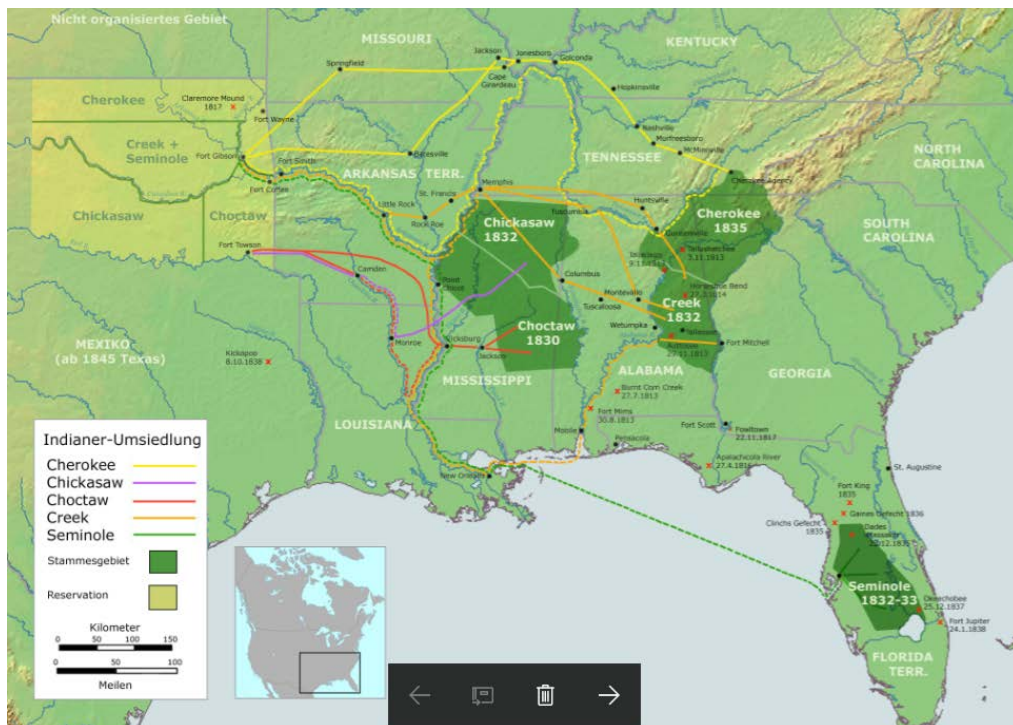 Nicht organisiertes Gebiet
MISSOURI
KENTUCKY
Jackson
Jonesboro
Golconda
Springfield
Cape
Girardeau
Hopkinsville
Cherokee
Cherokee
Claremore Mound
1817
Fort Wayne
Nashville
Murfreesboro
McMinnville
NORTH
CAROLINA
Creek +
Seminole
Fort Gibson
Fort Smith
Batesville
TENNESSEE
Cherokee Agency
Fort Coffee
ARKANSAS TERR.
St. Francis
Memphis
Huntsville
Chickasaw
Choctaw
Little Rock
Rock Roe
Tuscumbia
Chickasaw
1832
Cherokee
1835
SOUTH
CAROLINA
Fort Towson
Camden
Columbus
Montevallo
Tuscaloosa
Creek
1832
Wetumpka
Choctaw
1830
Monroe
Vicksburg
Jackson
Fort Mitchell
MEXIKO
(ab 1845 Texas)
Kickapoo
8.10.1838
MISSISSIPPI
ALABAMA
GEORGIA
Burnt Corn Creek
27.7.1813
Fort Mims
30.8.1813
LOUISIANA
Mobile
Pensacola
Fort Scott
Fowltown
22.11.1817
Apalachicola River
27.4.1816
New Orleans
St. Augustine
Fort King
1835
Gaines Gefecht 1836
Clinchs Gefecht
1835
Dades
Seminole
1832-33
Okeechobee
25.12.1837
Fort Jupiter
24.1.1838
FLORIDA
TERR.
Indianer-Umsiedlung
Cherokee
Chickasaw
Choctaw
Creek
Seminole
Stammesgebiet
Reservation
Kilometer
0 50 100 150
0 50 100
Meilen